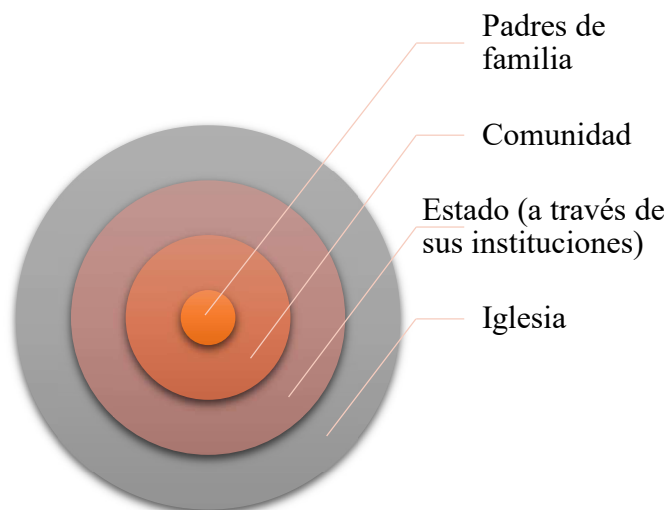 Padres de
familia
Comunidad
Estado (a través de
sus instituciones)
Iglesia